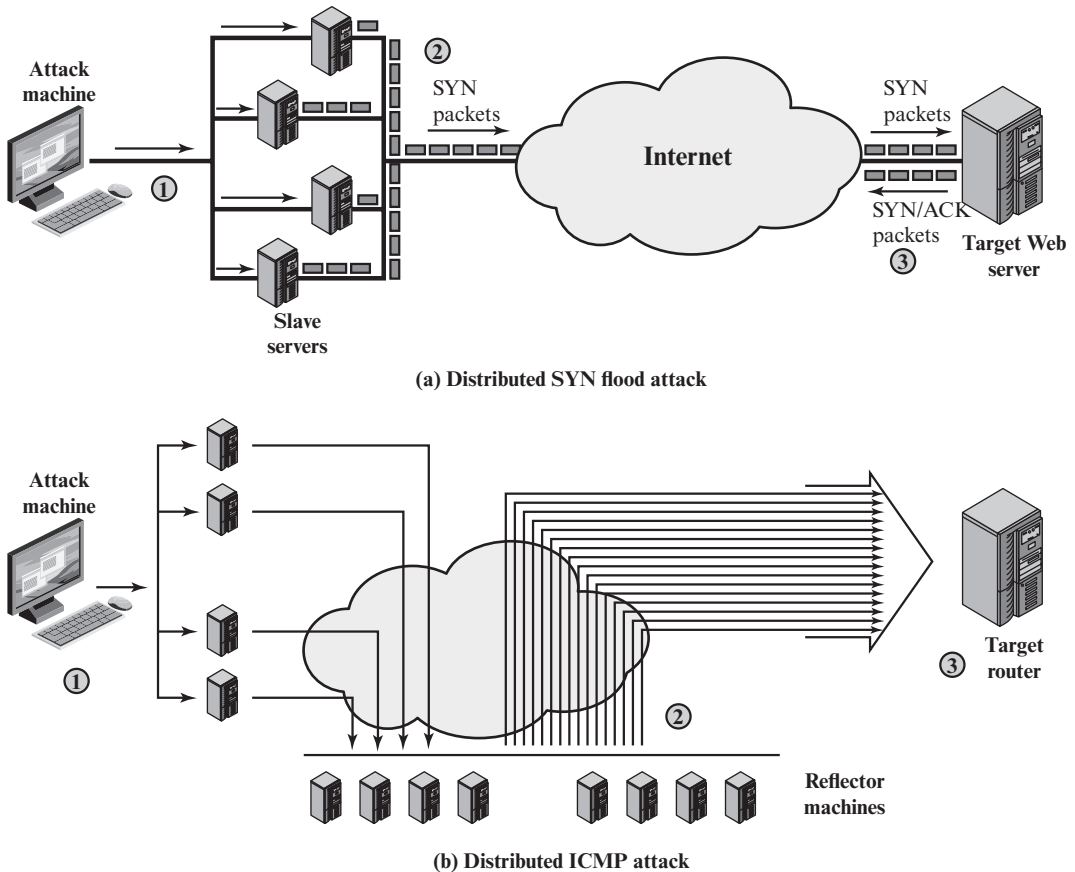 Attack
machine
1
2
SYN
packets
Internet
SYN
packets
SYN/ACK
packets
3
Target Web
server
Slave
servers
(a) Distributed SYN flood attack
Attack
machine
1
2
3
Target
router
Reflector
machines
(b) Distributed ICMP attack